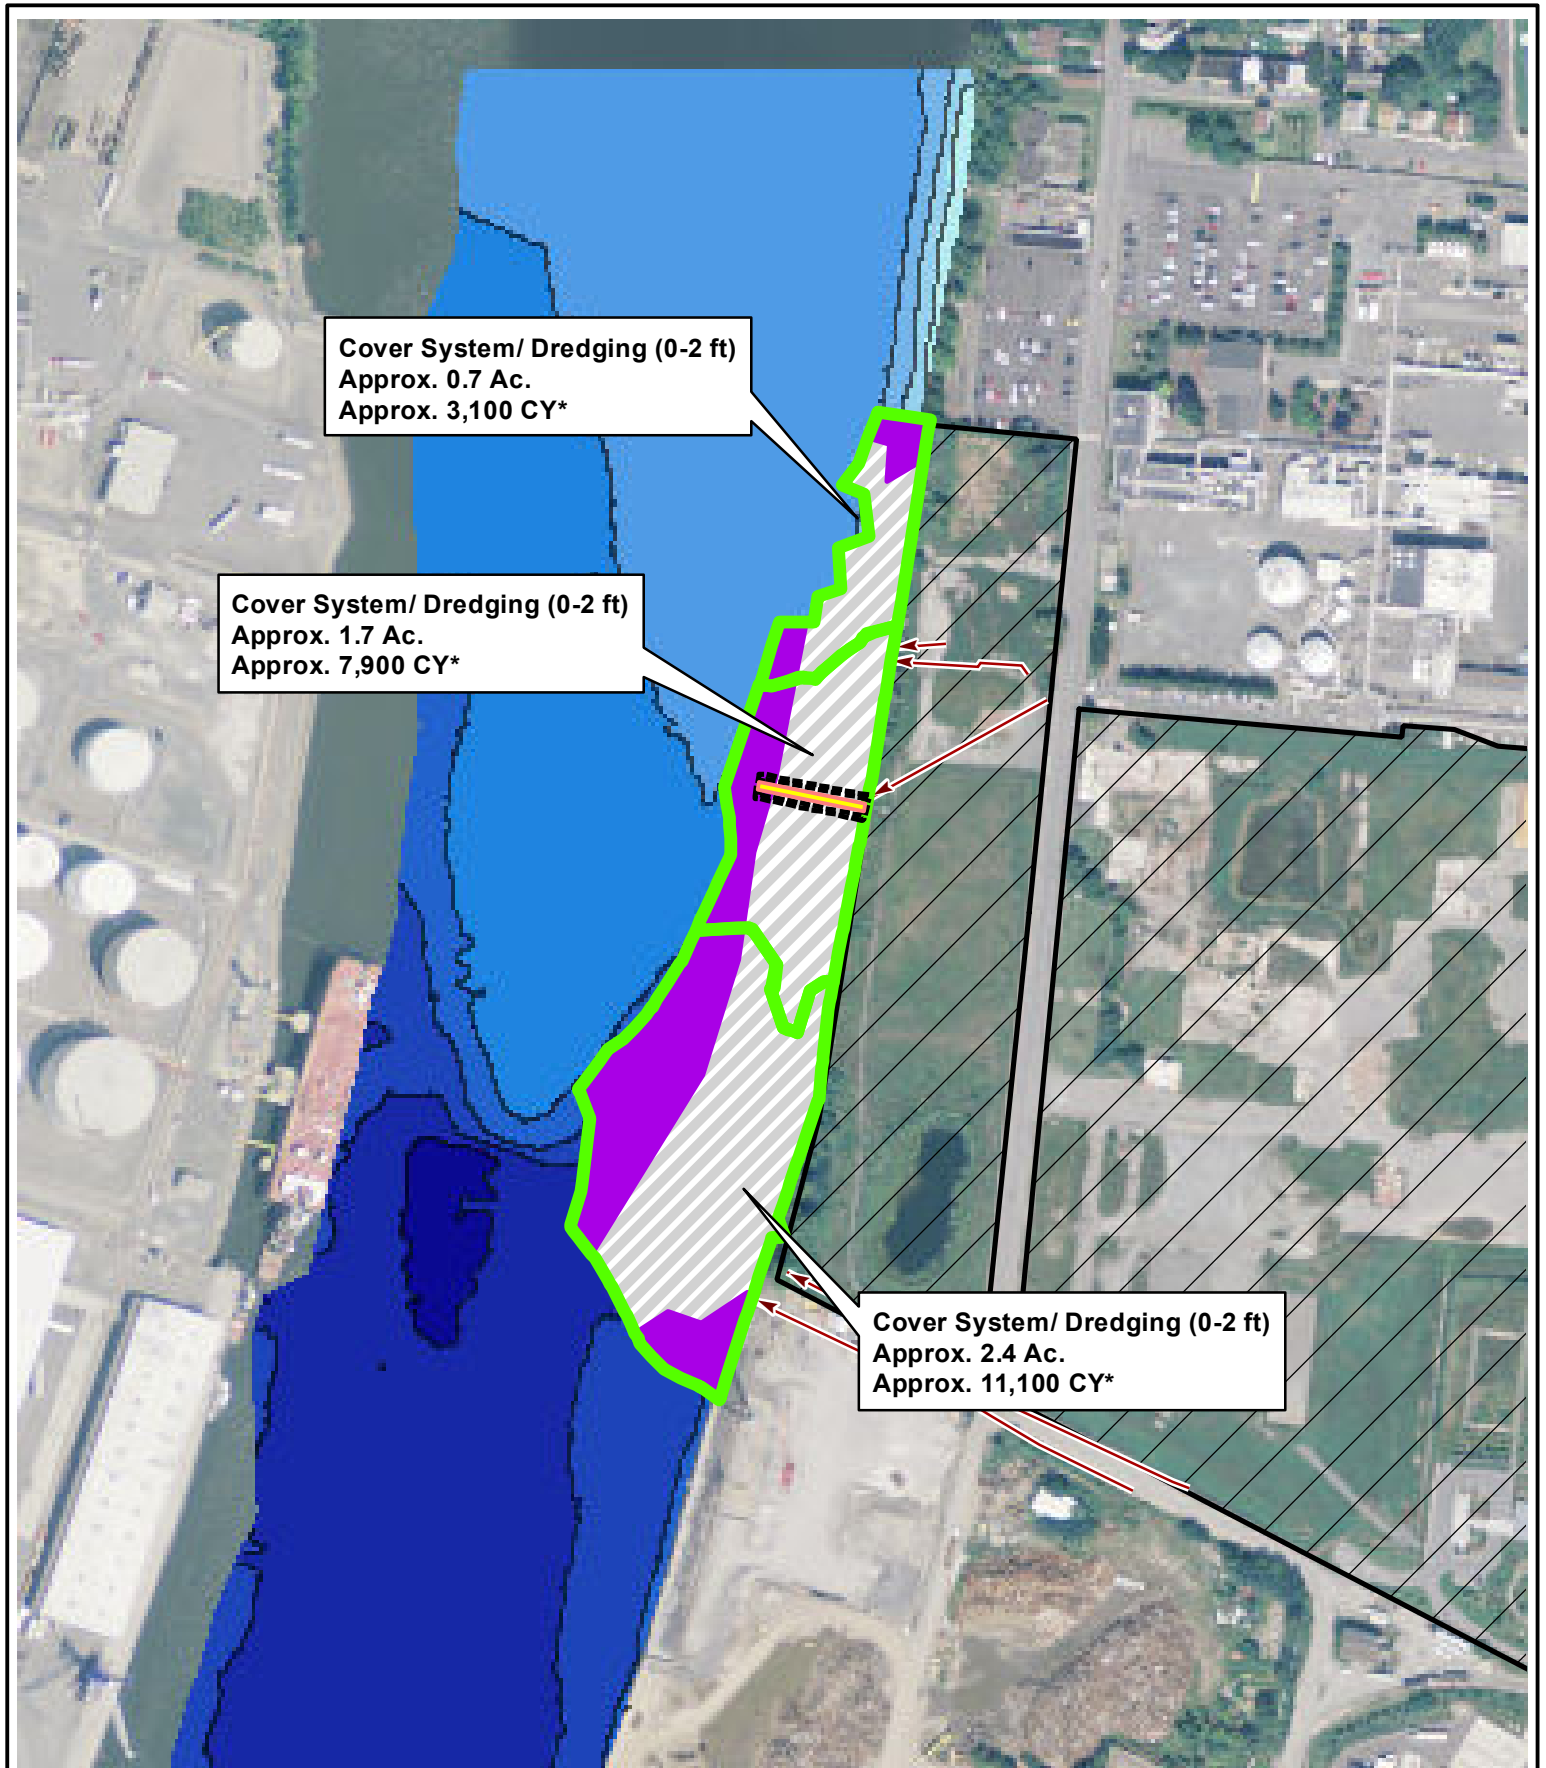 Cover System/ Dredging (0-2 ft)
Approx. 0.7 Ac.
Approx. 3,100 CY*
Cover System/ Dredging (0-2 ft)
Approx. 1.7 Ac.
Approx. 7,900 CY*
Cover System/ Dredging (0-2 ft)
Approx. 2.4 Ac.
Approx. 11,100 CY*